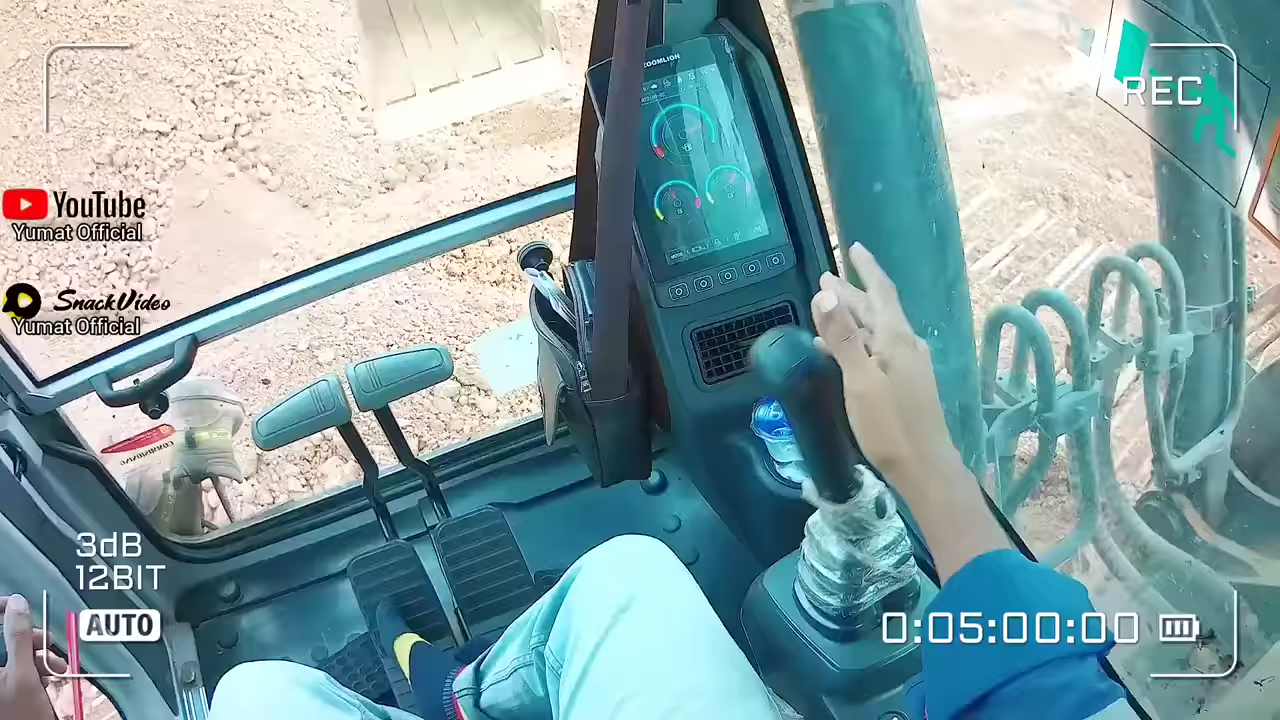 ZOOMLION
REC
YouTube
Yumat Official
SnackVideo
Yumat Official
3dB
12BIT
AUTO
0:05:00:00